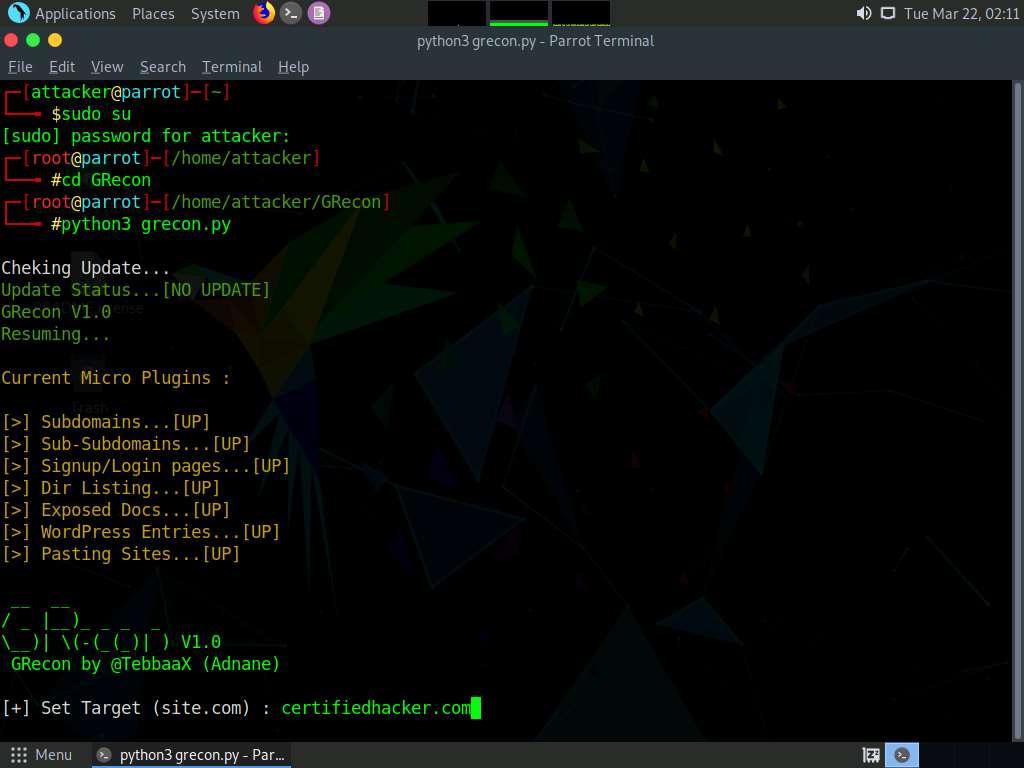 Applications Places System Tue Mar 22, 02:11
python3 grecon.py - Parrot Terminal
File Edit View Search Terminal Help
┌─[attacker@parrot]─[~]
└──╼ $sudo su
[sudo] password for attacker:
┌─[root@parrot]─[/home/attacker]
└──╼ #cd GRecon
┌─[root@parrot]─[/home/attacker/GRecon]
└──╼ #python3 grecon.py
Cheking Update...
Update Status...[NO UPDATE]
GRecon V1.0
Resuming...
Current Micro Plugins :
Trash
[>] Subdomains...[UP]
[>] Sub-Subdomains...[UP]
[>] Signup/Login pages...[UP]
[>] Dir Listing...[UP]
[>] Exposed Docs...[UP]
[>] WordPress Entries...[UP]
[>] Pasting Sites...[UP]
 __  __
/ _ |__)_ _ _  _
\__)| \(-(_(_)| ) V1.0
 GRecon by @TebbaaX (Adnane)
[+] Set Target (site.com) : certifiedhacker.com
Menu python3 grecon.py - Par...